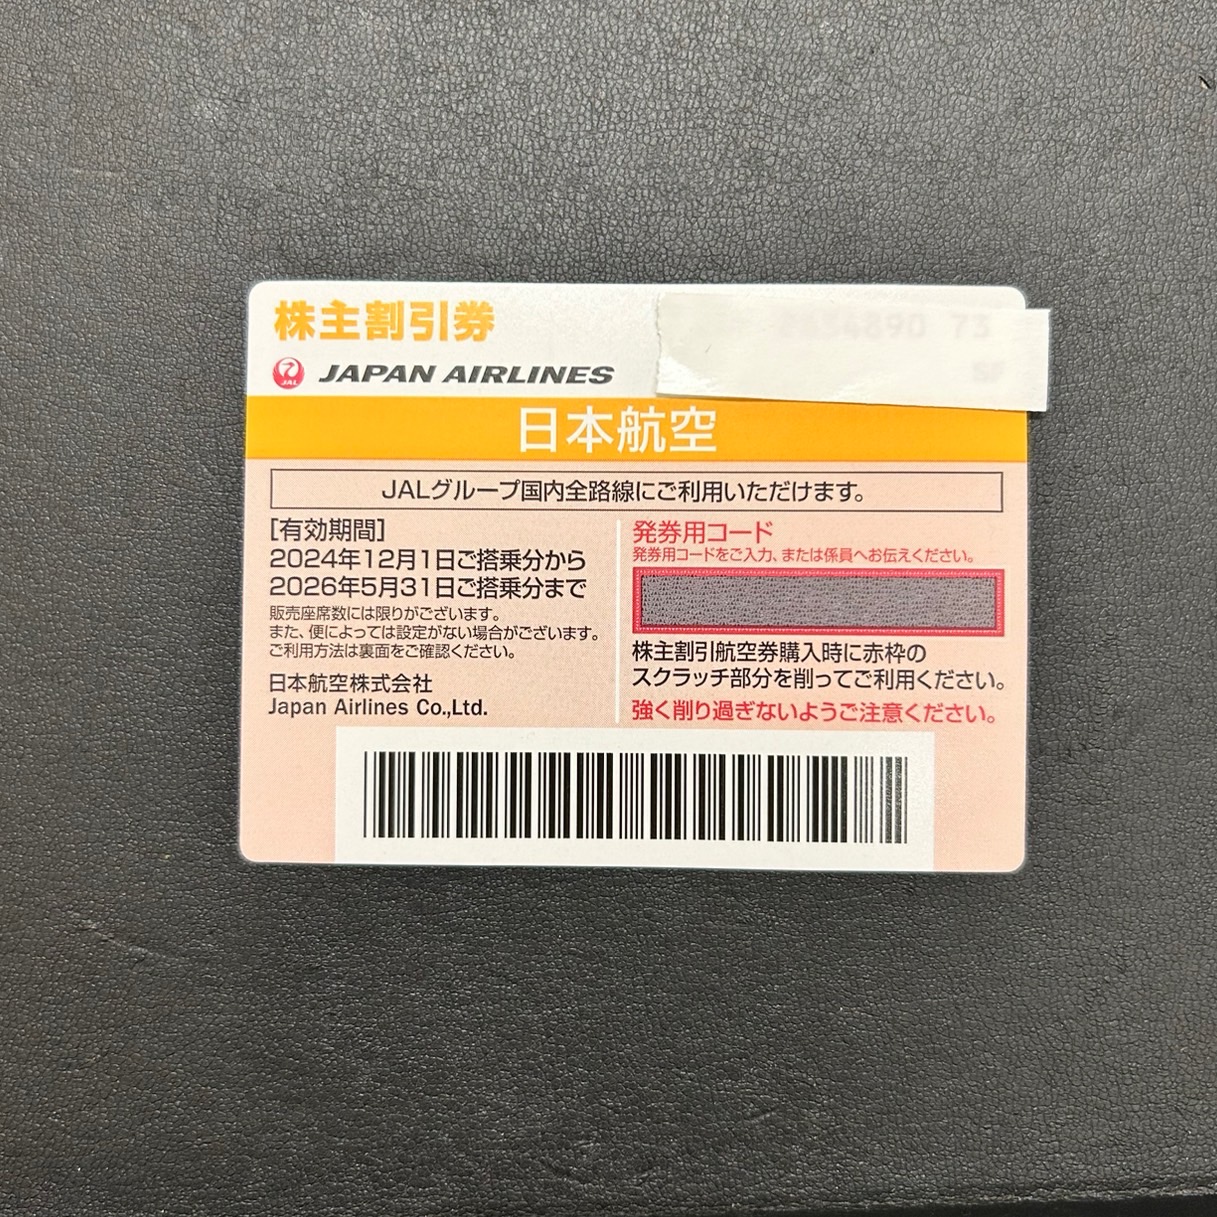 株主割引券
JAL JAPAN AIRLINES
日本航空
JALグループ国内全路線にご利用いただけます。
[有効期間]
2024年12月1日ご搭乗分から
2026年5月31日ご搭乗分まで
販売座席数には限りがございます。
また、便によっては設定がない場合がございます。
ご利用方法は裏面をご確認ください。
日本航空株式会社
Japan Airlines Co.,Ltd.
発券用コード
発券用コードをご入力、または係員へお伝えください。
株主割引航空券購入時に赤枠の
スクラッチ部分を削ってご利用ください。
強く削り過ぎないようご注意ください。